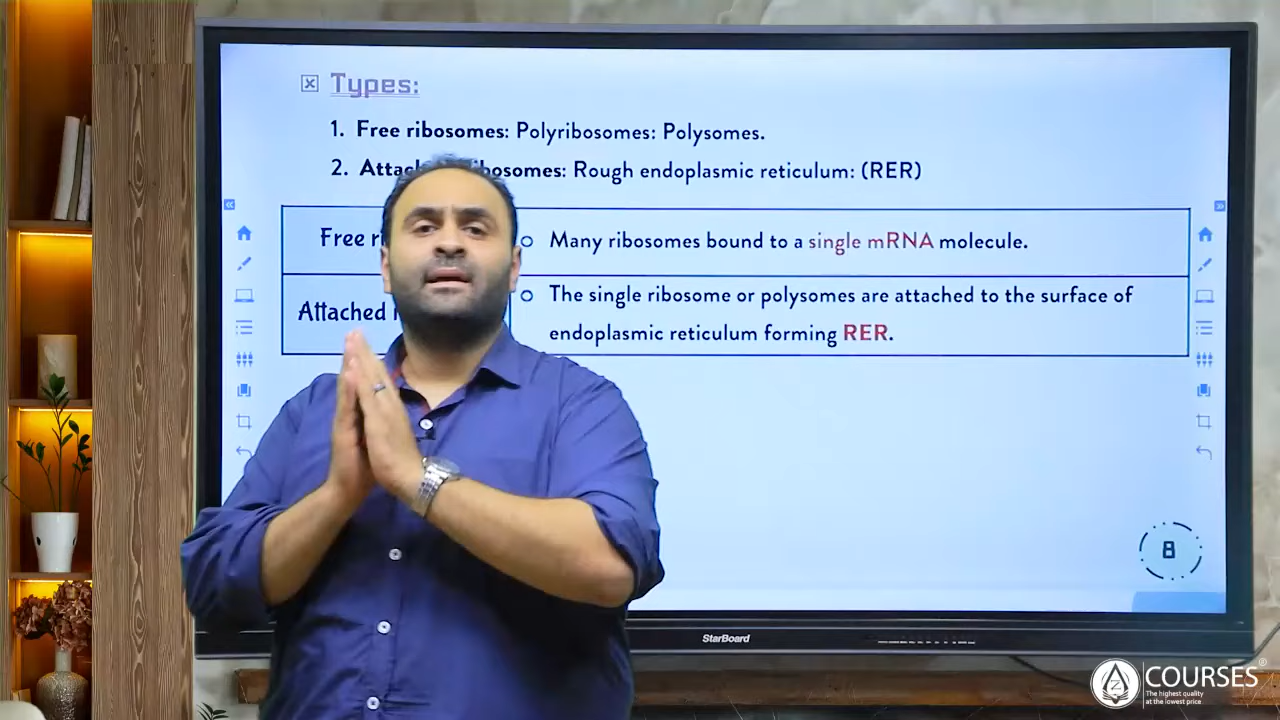 Types:
1. Free ribosomes: Polyribosomes: Polysomes.
2. Rough endoplasmic reticulum: (RER)
Free
Many ribosomes bound to a single mRNA molecule.
Attached
The single ribosome or polysomes are attached to the surface of
endoplasmic reticulum forming RER.
8
StarBoard
COURSES®
The highest quality
at the lowest price